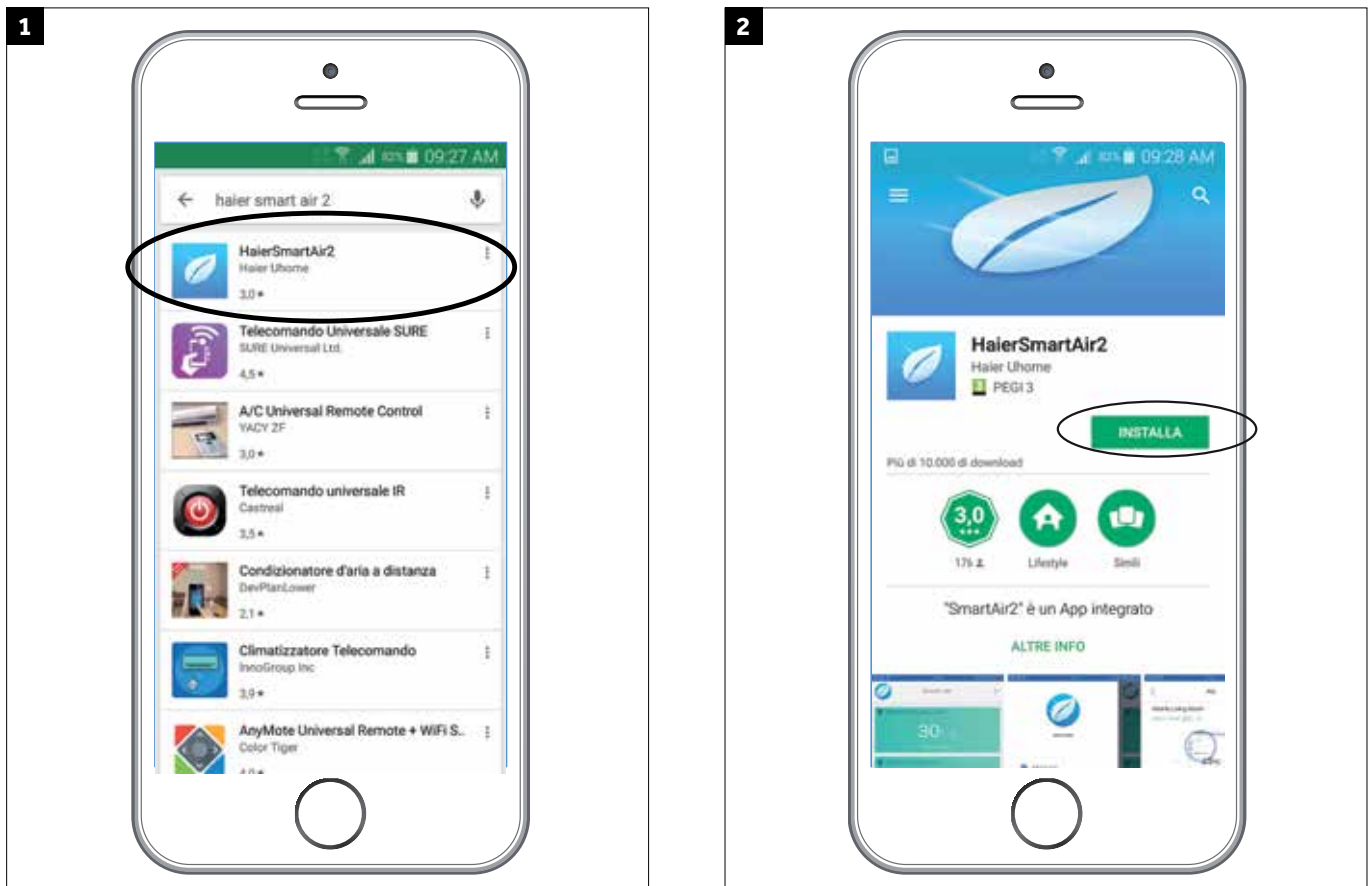 1
09:27 AM
haier smart air 2
HaierSmartAir2
Haier Uhome
3,0★
Telecomando Universale SURE
SURE Universal Ltd.
4,5★
A/C Universal Remote Control
YACY ZF
3,0★
Telecomando universale IR
Castreal
3,5★
Condizionatore d'aria a distanza
DevPlanLower
2,1★
Climatizzatore Telecomando
InnoGroup Inc
3,9★
AnyMote Universal Remote + WiFi S..
Color Tiger
2
09:28 AM
HaierSmartAir2
Haier Uhome
3 PEGI 3
INSTALLA
Più di 10.000 di download
3,0
176
Lifestyle
Simili
"SmartAir2" è un App integrato
ALTRE INFO
30